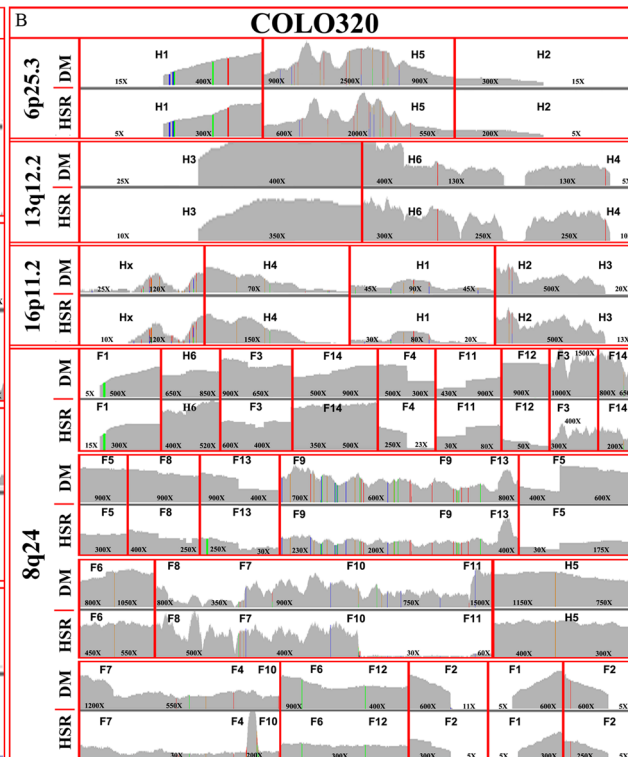 B
COLO320
6p25.3
DM
H1 H5 H2
15X 400X 900X 2500X 900X 300X 15X
HSR
H1 H5 H2
5X 300X 600X 2000X 550X 200X 5X
13q12.2
DM
H3 H6 H4
25X 400X 400X 130X 130X 5X
HSR
H3 H6 H4
10X 350X 300X 250X 250X 10
16p11.2
DM
Hx H4 H1 H2 H3
25X 120X 70X 45X 90X 45X 500X 20X
HSR
Hx H4 H1 H2 H3
10X 120X 150X 30X 80X 20X 500X 13X
8q24
DM
F1 H6 F3 F14 F4 F11 F12 F3 1500X F14
5X 500X 650X 850X 900X 650X 500X 900X 500X 300X 430X 900X 900X 1000X 800X 650
HSR
F1 H6 F3 F14 F4 F11 F12 F3 400X F14
15X 300X 400X 520X 600X 400X 350X 500X 250X 23X 30X 80X 50X 300X 200X
DM
F5 F8 F13 F9 F9 F13 F5
900X 900X 900X 400X 700X 600X 800X 400X 600X
HSR
F5 F8 F13 F9 F9 F13 F5
300X 400X 250X 250X 30X 230X 200X 400X 30X 175X
DM
F6 F8 F7 F10 F11 H5
800X 1050X 800X 350X 900X 750X 1500X 1150X 750X
HSR
F6 F8 F7 F10 F11 H5
450X 550X 500X 400X 30X 60X 300X
DM
F7 F4 F10 F6 F12 F2 F1 F2
1200X 550X 900X 400X 600X 11X 5X 600X 600X 5X
HSR
F7 F4 F10 F6 F12 F2 F1 F2
200X 300X 300X 5X 5X 300X 250X 5X